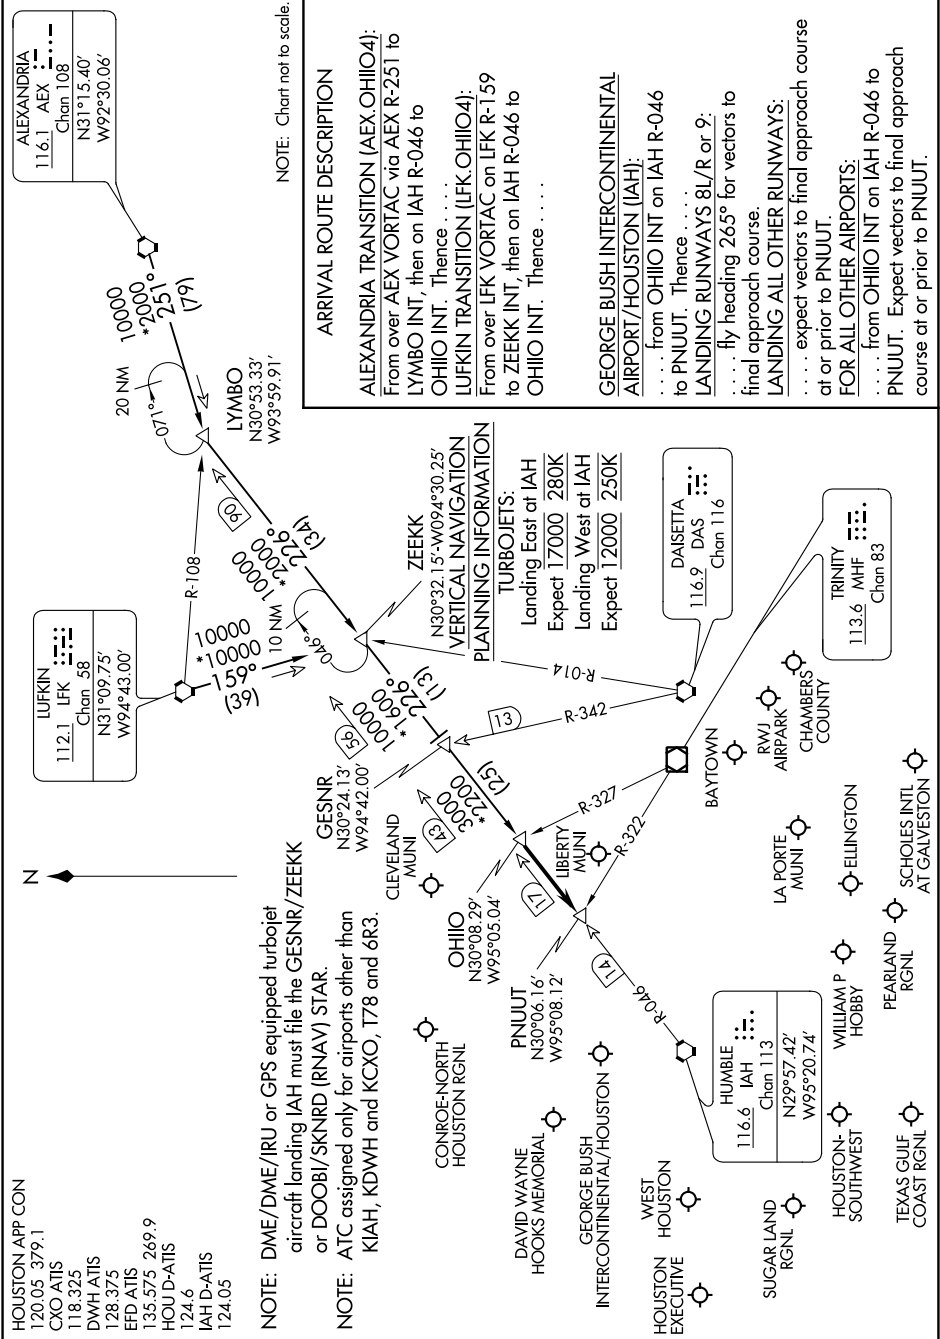 HOUSTON APP CON
120.05 379.1
CXO ATIS
118.325
DWH ATIS
128.375
EFD ATIS
135.575 269.9
HOU D-ATIS
124.6
IAH D-ATIS
124.05
NOTE: DME/DME/IRU or GPS equipped turbojet
aircraft landing IAH must file the GESNR/ZEEKK
or DOOBI/SKNRD (RNAV) STAR.
NOTE: ATC assigned only for airports other than
KIAH, KDWH and KCXO, T78 and 6R3.
N
LUFKIN
112.1 LFK
Chan 58
N31°09.75'
W94°43.00'
ALEXANDRIA
116.1 AEX
Chan 108
N31°15.40'
W92°30.06'
NOTE: Chart not to scale.
10000
*2000
251°
(79)
20 NM
071°
LYMBO
N30°53.33'
W93°59.91'
R-108
90
10000
*2000
226°
(34)
10000
*10000
159°
(39)
10 NM
046°
ZEEKK
N30°32.15'-W094°30.25'
VERTICAL NAVIGATION
PLANNING INFORMATION
TURBOJETS:
Landing East at IAH
Expect 17000 280K
Landing West at IAH
Expect 12000 250K
56
10000
*1600
226°
(13)
GESNR
N30°24.13'
W94°42.00'
R-014
13
R-342
DAISETTA
116.9 DAS
Chan 116
43
3000
*2200
(25)
CLEVELAND
MUNI
OHIIO
N30°08.29'
W95°05.04'
17
LIBERTY
MUNI
R-327
R-322
TRINITY
113.6 MHF
Chan 83
PNUUT
N30°06.16'
W95°08.12'
14
R-046
HUMBLE
116.6 IAH
Chan 113
N29°57.42'
W95°20.74'
CONROE-NORTH
HOUSTON RGNL
DAVID WAYNE
HOOKS MEMORIAL
GEORGE BUSH
INTERCONTINENTAL/HOUSTON
WEST
HOUSTON
HOUSTON
EXECUTIVE
SUGAR LAND
RGNL
HOUSTON-
SOUTHWEST
TEXAS GULF
COAST RGNL
WILLIAM P
HOBBY
PEARLAND
RGNL
ELLINGTON
LA PORTE
MUNI
SCHOLES INTL
AT GALVESTON
BAYTOWN
RWJ
AIRPARK
CHAMBERS
COUNTY
ARRIVAL ROUTE DESCRIPTION
ALEXANDRIA TRANSITION (AEX.OHIIO4):
From over AEX VORTAC via AEX R-251 to
LYMBO INT, then on IAH R-046 to
OHIIO INT. Thence . . . .
LUFKIN TRANSITION (LFK.OHIIO4):
From over LFK VORTAC on LFK R-159
to ZEEKK INT, then on IAH R-046 to
OHIIO INT. Thence . . . .
GEORGE BUSH INTERCONTINENTAL
AIRPORT/HOUSTON (IAH):
. . . . from OHIIO INT on IAH R-046
to PNUUT. Thence . . . .
LANDING RUNWAYS 8L/R or 9:
. . . . fly heading 265° for vectors to
final approach course.
LANDING ALL OTHER RUNWAYS:
. . . . expect vectors to final approach course
at or prior to PNUUT.
FOR ALL OTHER AIRPORTS:
. . . . from OHIIO INT on IAH R-046 to
PNUUT. Expect vectors to final approach
course at or prior to PNUUT.